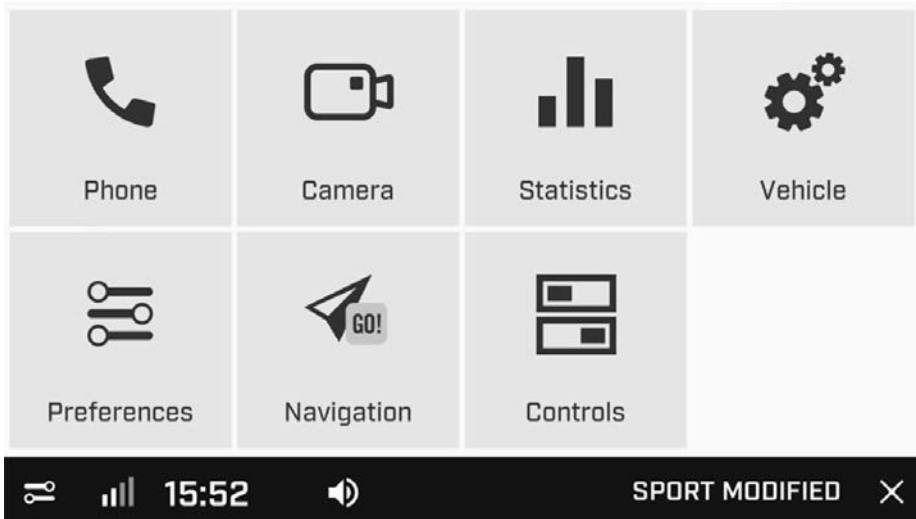 Phone Camera Statistics Vehicle
GO!
Preferences Navigation Controls
15:52 SPORT MODIFIED